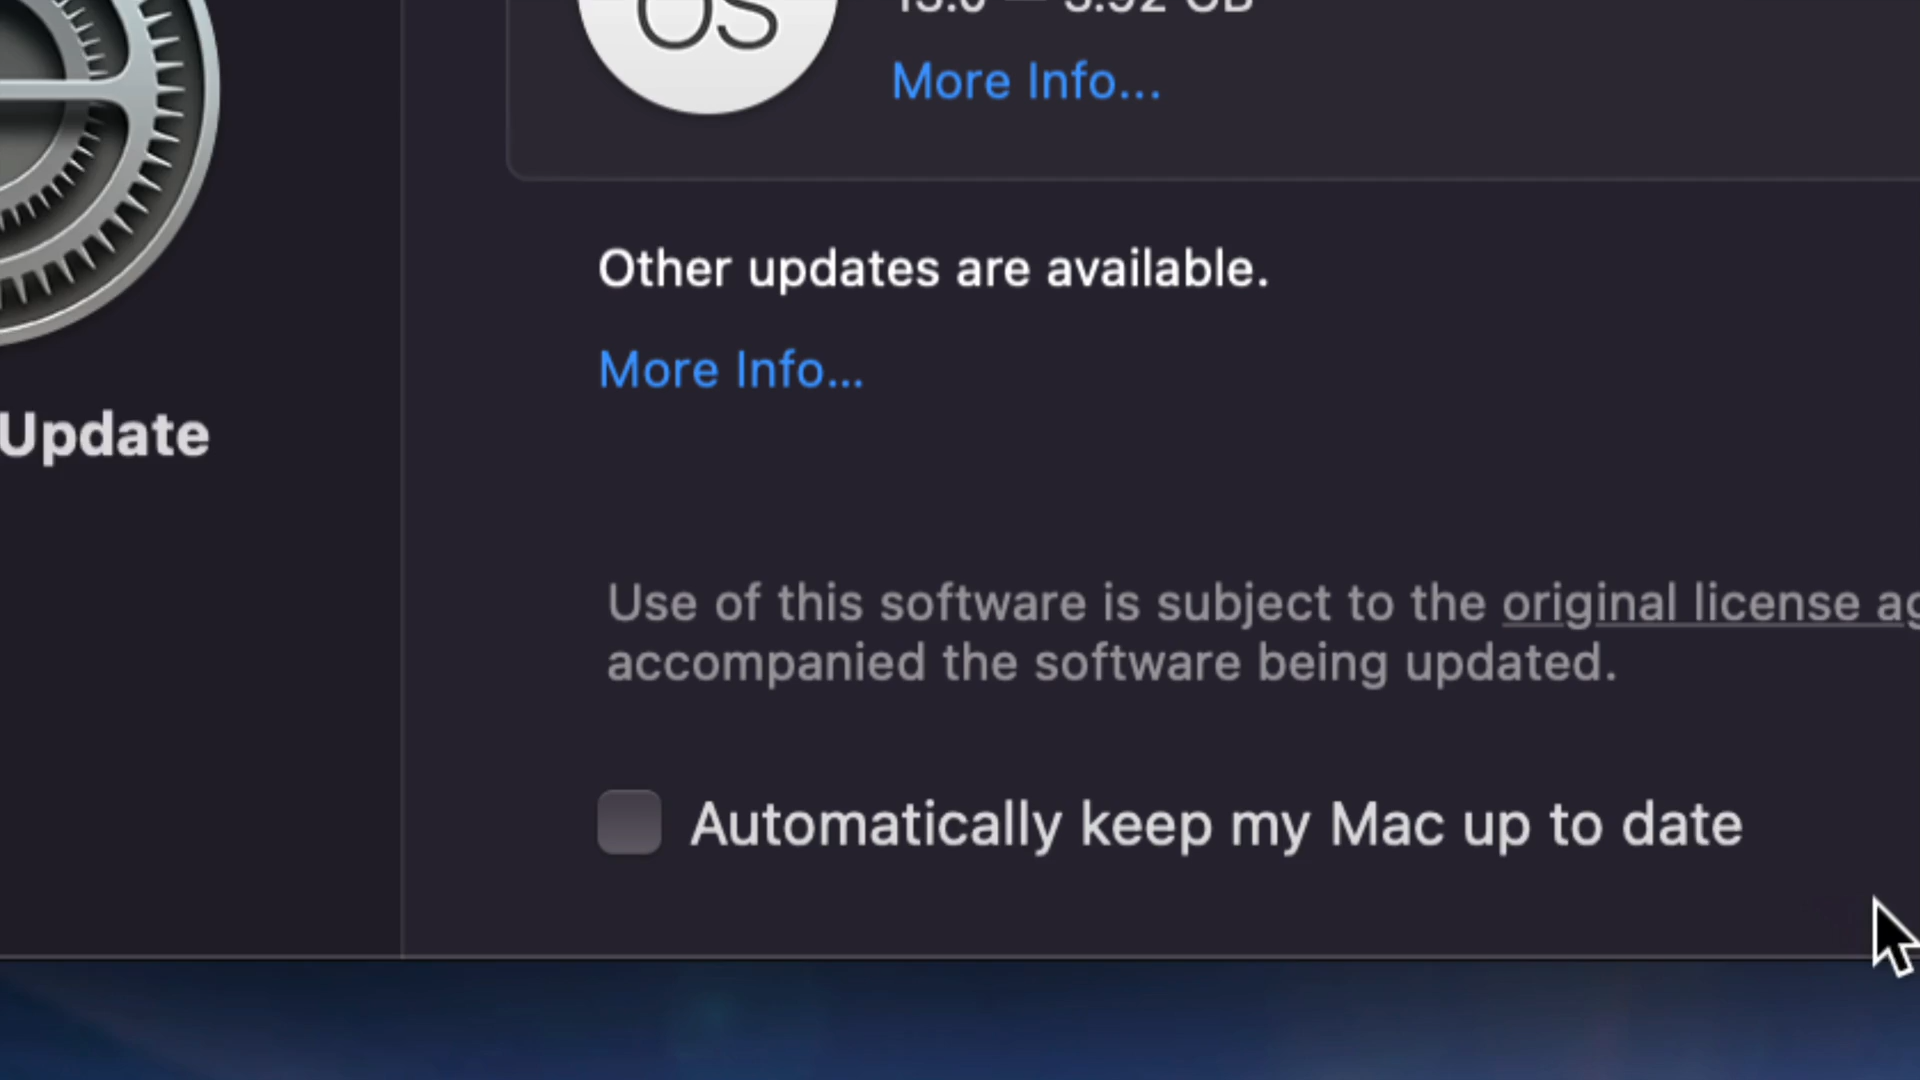 OS
More Info...
Other updates are available.
More Info...
Update
Use of this software is subject to the original license
accompanied the software being updated.
Automatically keep my Mac up to date